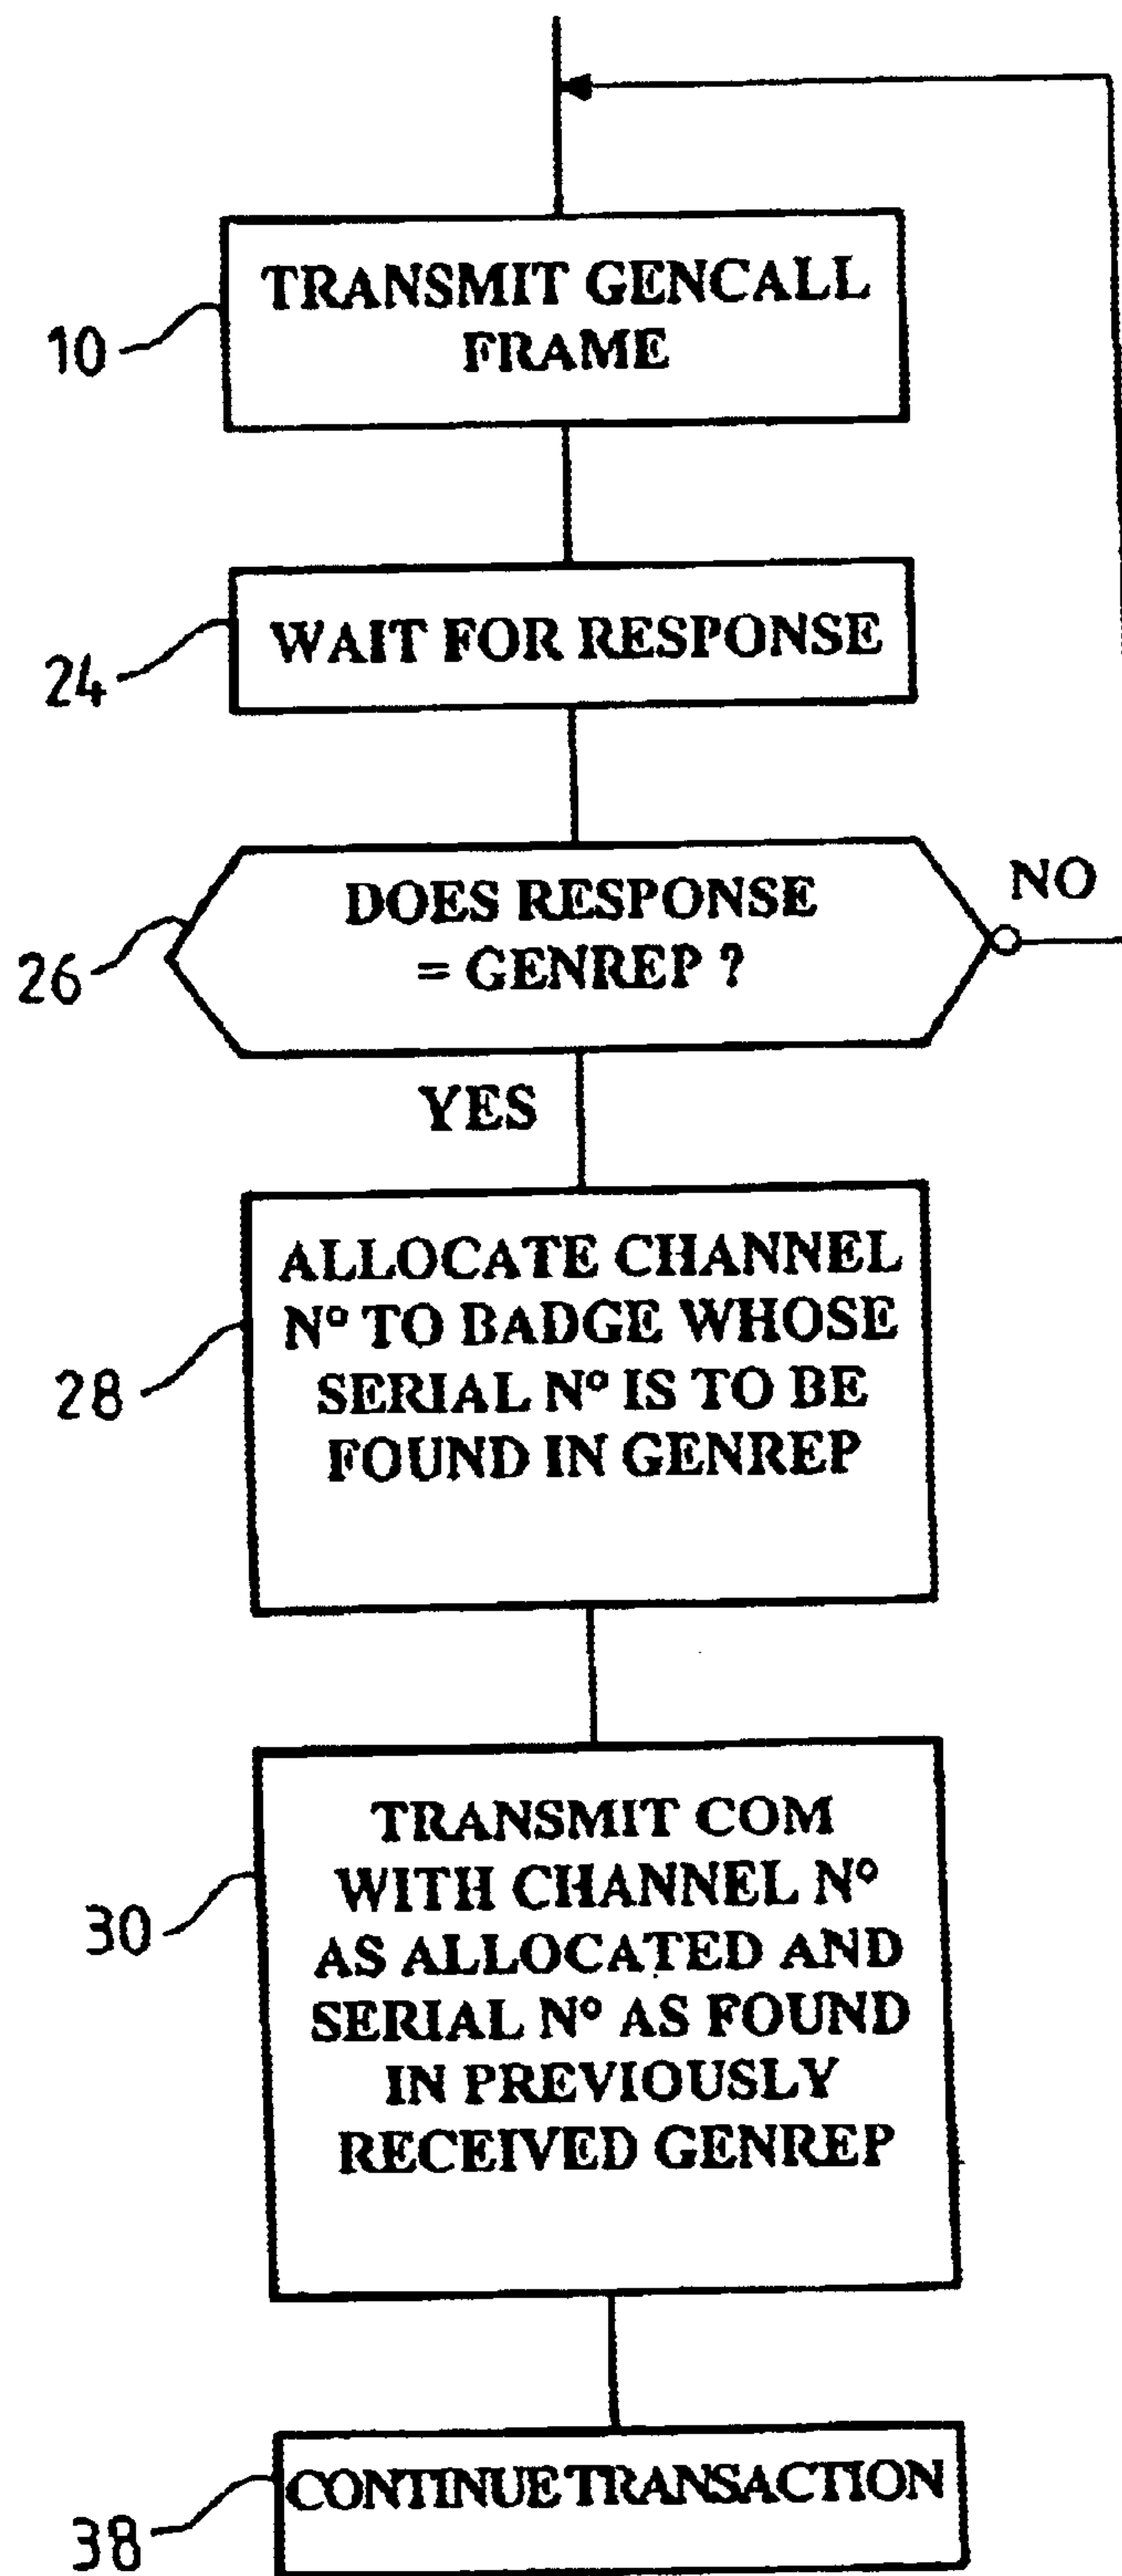 TRANSMIT GENCALL
FRAME
10
WAIT FOR RESPONSE
24
DOES RESPONSE
= GENREP ?
NO
26
YES
ALLOCATE CHANNEL
N° TO BADGE WHOSE
SERIAL N° IS TO BE
FOUND IN GENREP
28
TRANSMIT COM
WITH CHANNEL N°
AS ALLOCATED AND
SERIAL N° AS FOUND
IN PREVIOUSLY
RECEIVED GENREP
30
CONTINUE TRANSACTION
38